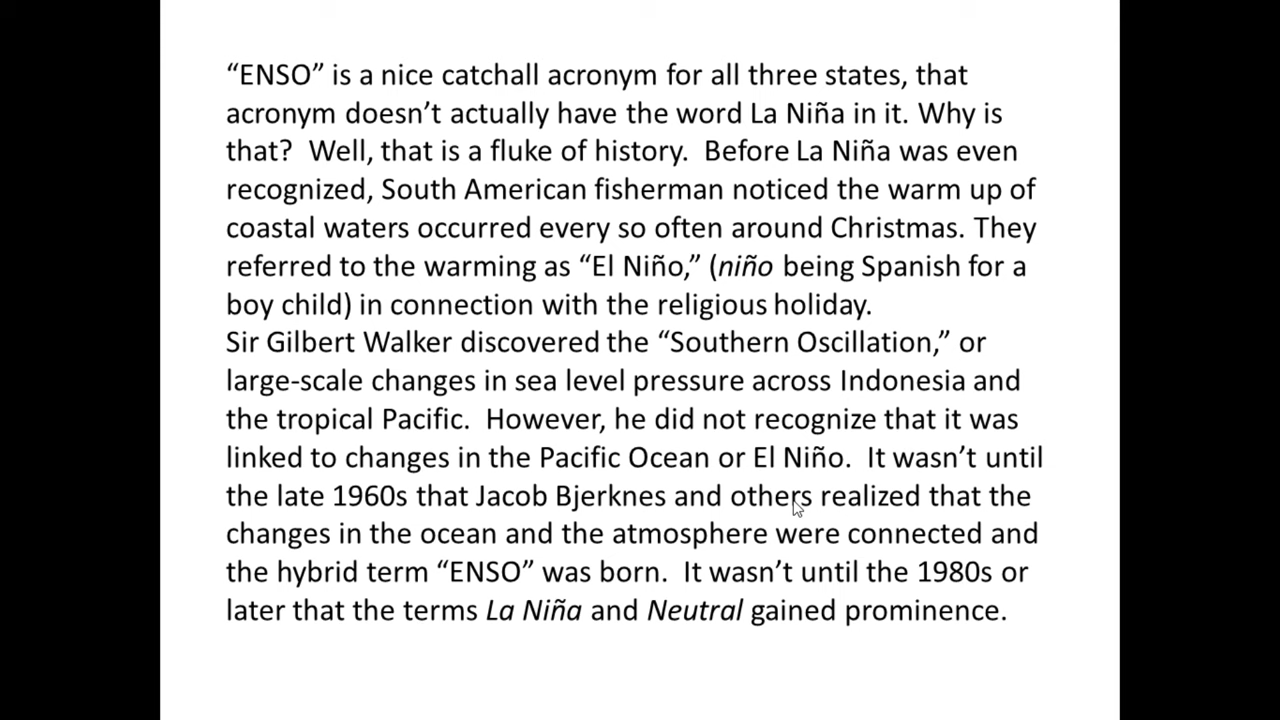 “ENSO” is a nice catchall acronym for all three states, that
acronym doesn’t actually have the word La Niña in it. Why is
that?  Well, that is a fluke of history.  Before La Niña was even
recognized, South American fisherman noticed the warm up of
coastal waters occurred every so often around Christmas. They
referred to the warming as “El Niño,” (niño being Spanish for a
boy child) in connection with the religious holiday.
Sir Gilbert Walker discovered the “Southern Oscillation,” or
large-scale changes in sea level pressure across Indonesia and
the tropical Pacific.  However, he did not recognize that it was
linked to changes in the Pacific Ocean or El Niño.  It wasn’t until
the late 1960s that Jacob Bjerknes and others realized that the
changes in the ocean and the atmosphere were connected and
the hybrid term “ENSO” was born.  It wasn’t until the 1980s or
later that the terms La Niña and Neutral gained prominence.